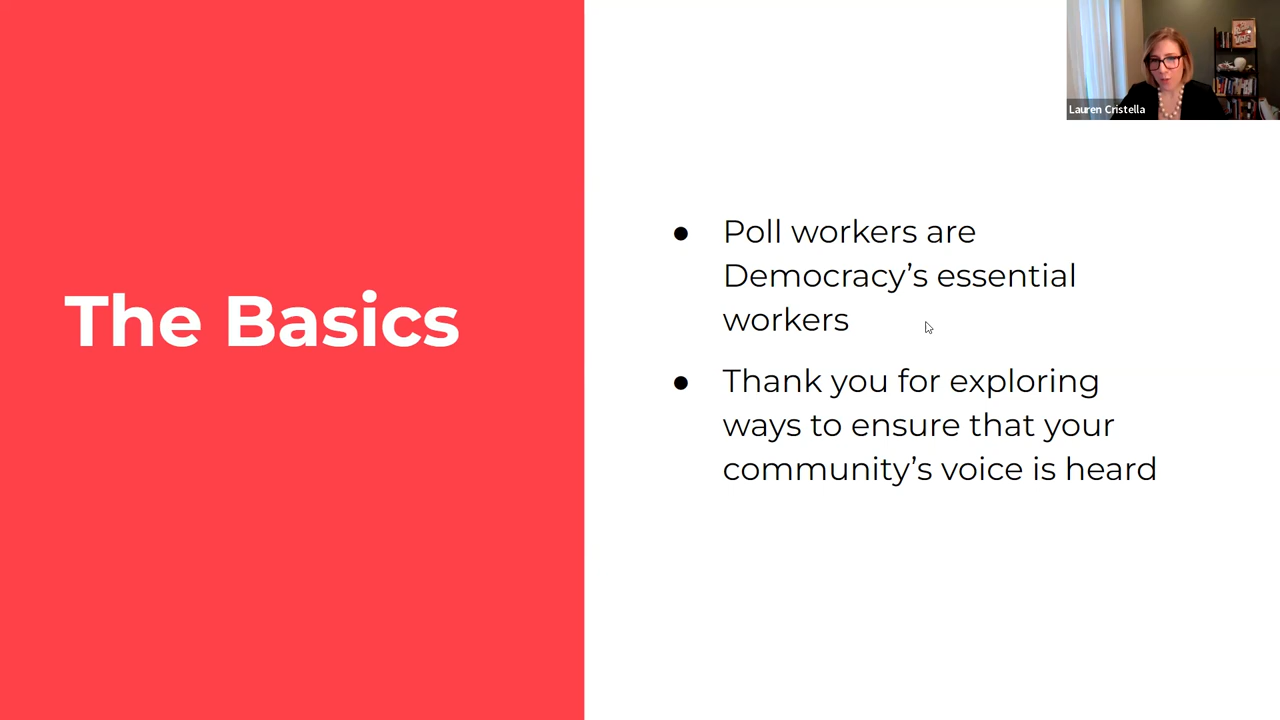 Lauren Cristella
The Basics
● Poll workers are
Democracy’s essential
workers
● Thank you for exploring
ways to ensure that your
community’s voice is heard